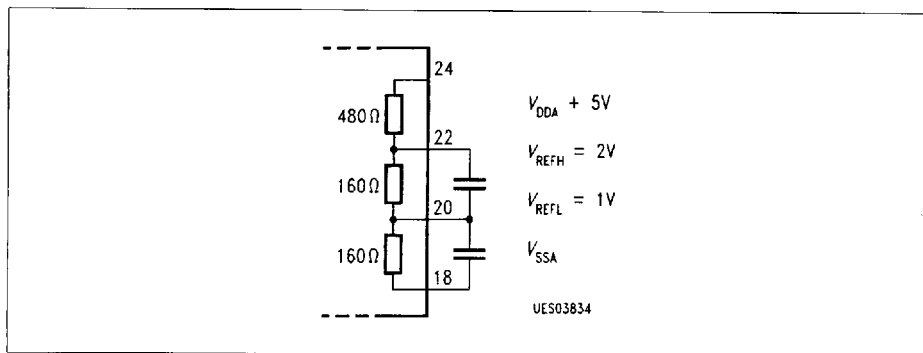 24
480Ω
V_DDA + 5V
22
V_REFH = 2V
160Ω
20
V_REFL = 1V
160Ω
V_SSA
18
UES03834